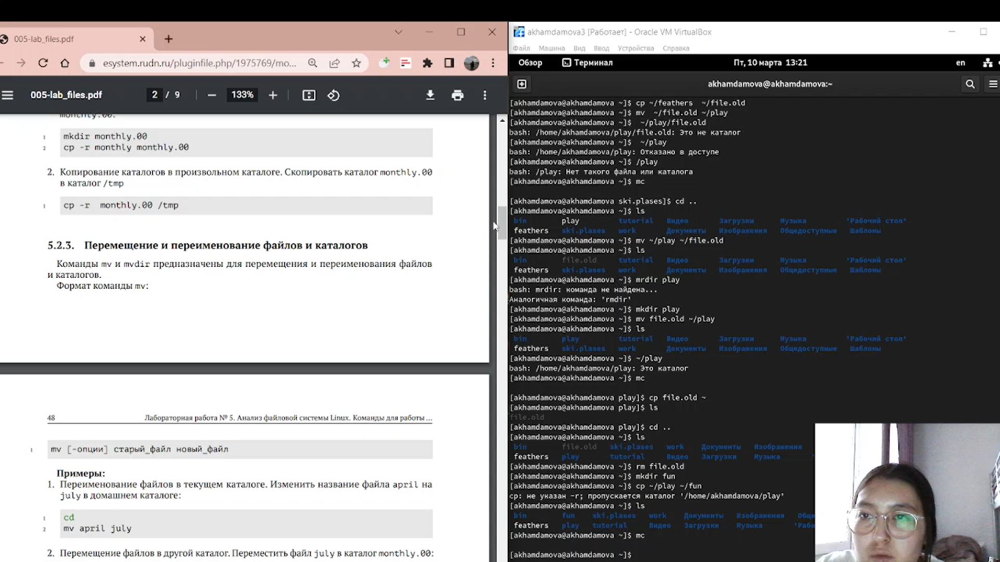 005-lab_files.pdf
esystem.rudn.ru/pluginfile.php/1975769/mo...
005-lab_files.pdf
2 / 9
133%
monthly.00.
1 mkdir monthly.00
2 cp -r monthly monthly.00
2. Копирование каталогов в произвольном каталоге. Скопировать каталог monthly.00
в каталог /tmp
1 cp -r monthly.00 /tmp
5.2.3. Перемещение и переименование файлов и каталогов
Команды mv и mvdir предназначены для перемещения и переименования файлов
и каталогов.
Формат команды mv:
48 Лабораторная работа № 5. Анализ файловой системы Linux. Команды для работы ...
1 mv [-опции] старый_файл новый_файл
Примеры:
1. Переименование файлов в текущем каталоге. Изменить название файла april на
july в домашнем каталоге:
1 cd
2 mv april july
2. Перемещение файлов в другой каталог. Переместить файл july в каталог monthly.00:
akhamdamova3 [Работает] - Oracle VM VirtualBox
Файл Машина Вид Ввод Устройства Справка
Обзор Терминал Пт, 10 марта 13:21 en
akhamdamova@akhamdamova:~
[akhamdamova@akhamdamova ~]$ cp ~/feathers ~/file.old
[akhamdamova@akhamdamova ~]$ mv ~/file.old ~/play
[akhamdamova@akhamdamova ~]$ ~/play/file.old
bash: /home/akhamdamova/play/file.old: Это не каталог
[akhamdamova@akhamdamova ~]$ ~/play
bash: /home/akhamdamova/play: Отказано в доступе
[akhamdamova@akhamdamova ~]$ /play
bash: /play: Нет такого файла или каталога
[akhamdamova@akhamdamova ~]$ mc
[akhamdamova@akhamdamova ski.plases]$ cd ..
[akhamdamova@akhamdamova ~]$ ls
bin play tutorial Видео Загрузки Музыка 'Рабочий стол'
feathers ski.plases work Документы Изображения Общедоступные Шаблоны
[akhamdamova@akhamdamova ~]$ mv ~/play ~/file.old
[akhamdamova@akhamdamova ~]$ ls
bin file.old tutorial Видео Загрузки Музыка 'Рабочий стол'
feathers ski.plases work Документы Изображения Общедоступные Шаблоны
[akhamdamova@akhamdamova ~]$ mrdir play
bash: mrdir: команда не найдена...
Аналогичная команда: 'rmdir'
[akhamdamova@akhamdamova ~]$ mkdir play
[akhamdamova@akhamdamova ~]$ mv file.old ~/play
[akhamdamova@akhamdamova ~]$ ls
bin play tutorial Видео Загрузки Музыка 'Рабочий стол'
feathers ski.plases work Документы Изображения Общедоступные Шаблоны
[akhamdamova@akhamdamova ~]$ ~/play
bash: /home/akhamdamova/play: Это каталог
[akhamdamova@akhamdamova ~]$ mc
[akhamdamova@akhamdamova play]$ cp file.old ~
[akhamdamova@akhamdamova play]$ ls
file.old
[akhamdamova@akhamdamova play]$ cd ..
[akhamdamova@akhamdamova ~]$ ls
bin file.old ski.plases work Документы Изображения
feathers play tutorial Видео Загрузки Музыка '
[akhamdamova@akhamdamova ~]$ rm file.old
[akhamdamova@akhamdamova ~]$ mkdir fun
[akhamdamova@akhamdamova ~]$ cp ~/play ~/fun
cp: не указан -r; пропускается каталог '/home/akhamdamova/play'
[akhamdamova@akhamdamova ~]$ ls
bin fun ski.plases work Документы Изображения Обще
feathers play tutorial Видео Загрузки Музыка 'Рабо
[akhamdamova@akhamdamova ~]$ mc
[akhamdamova@akhamdamova ~]$